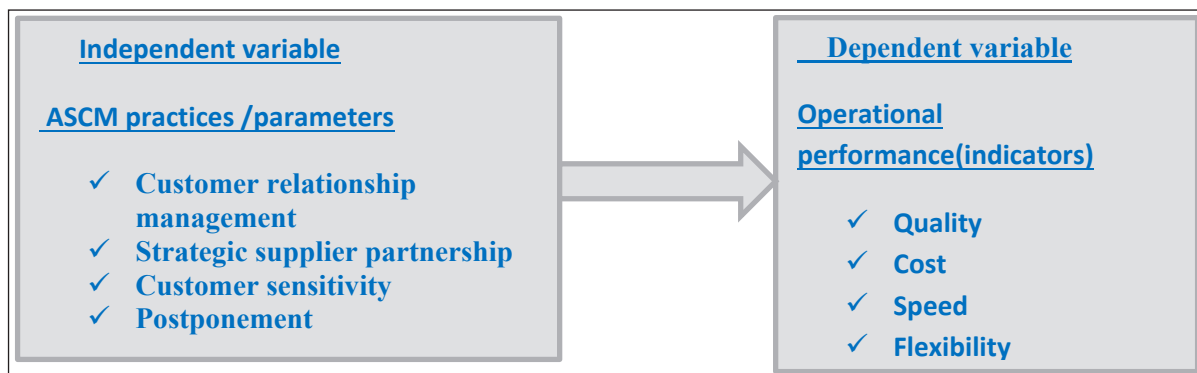 Independent variable
ASCM practices /parameters
✓ Customer relationship
management
✓ Strategic supplier partnership
✓ Customer sensitivity
✓ Postponement
Dependent variable
Operational
performance(indicators)
✓ Quality
✓ Cost
✓ Speed
✓ Flexibility